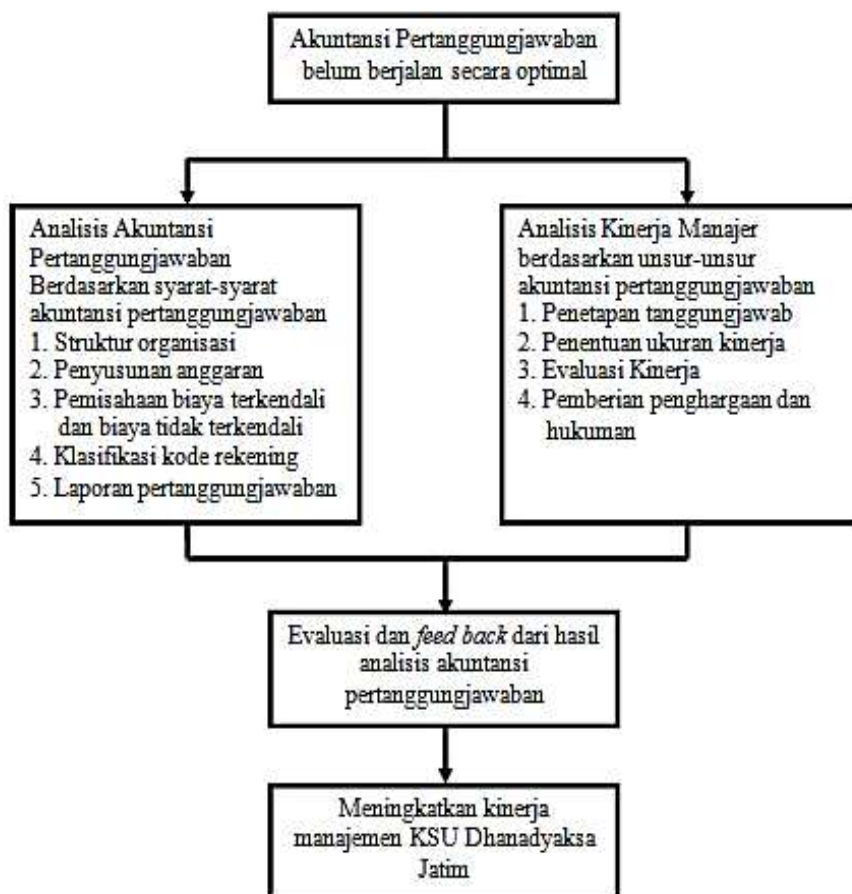 Akuntansi Pertanggungjawaban
belum berjalan secara optimal
Analisis Akuntansi
Pertanggungjawaban
Berdasarkan syarat-syarat
akuntansi pertanggungjawaban
1. Struktur organisasi
2. Penyusunan anggaran
3. Pemisahaan biaya terkendali
dan biaya tidak terkendali
4. Klasifikasi kode rekening
5. Laporan pertanggungjawaban
Analisis Kinerja Manajer
berdasarkan unsur-unsur
akuntansi pertanggungjawaban
1. Penetapan tanggungjawab
2. Penentuan ukuran kinerja
3. Evaluasi Kinerja
4. Pemberian penghargaan dan
hukuman
Evaluasi dan feed back dari hasil
analisis akuntansi
pertanggungjawaban
Meningkatkan kinerja
manajemen KSU Dhanadyaksa
Jatim